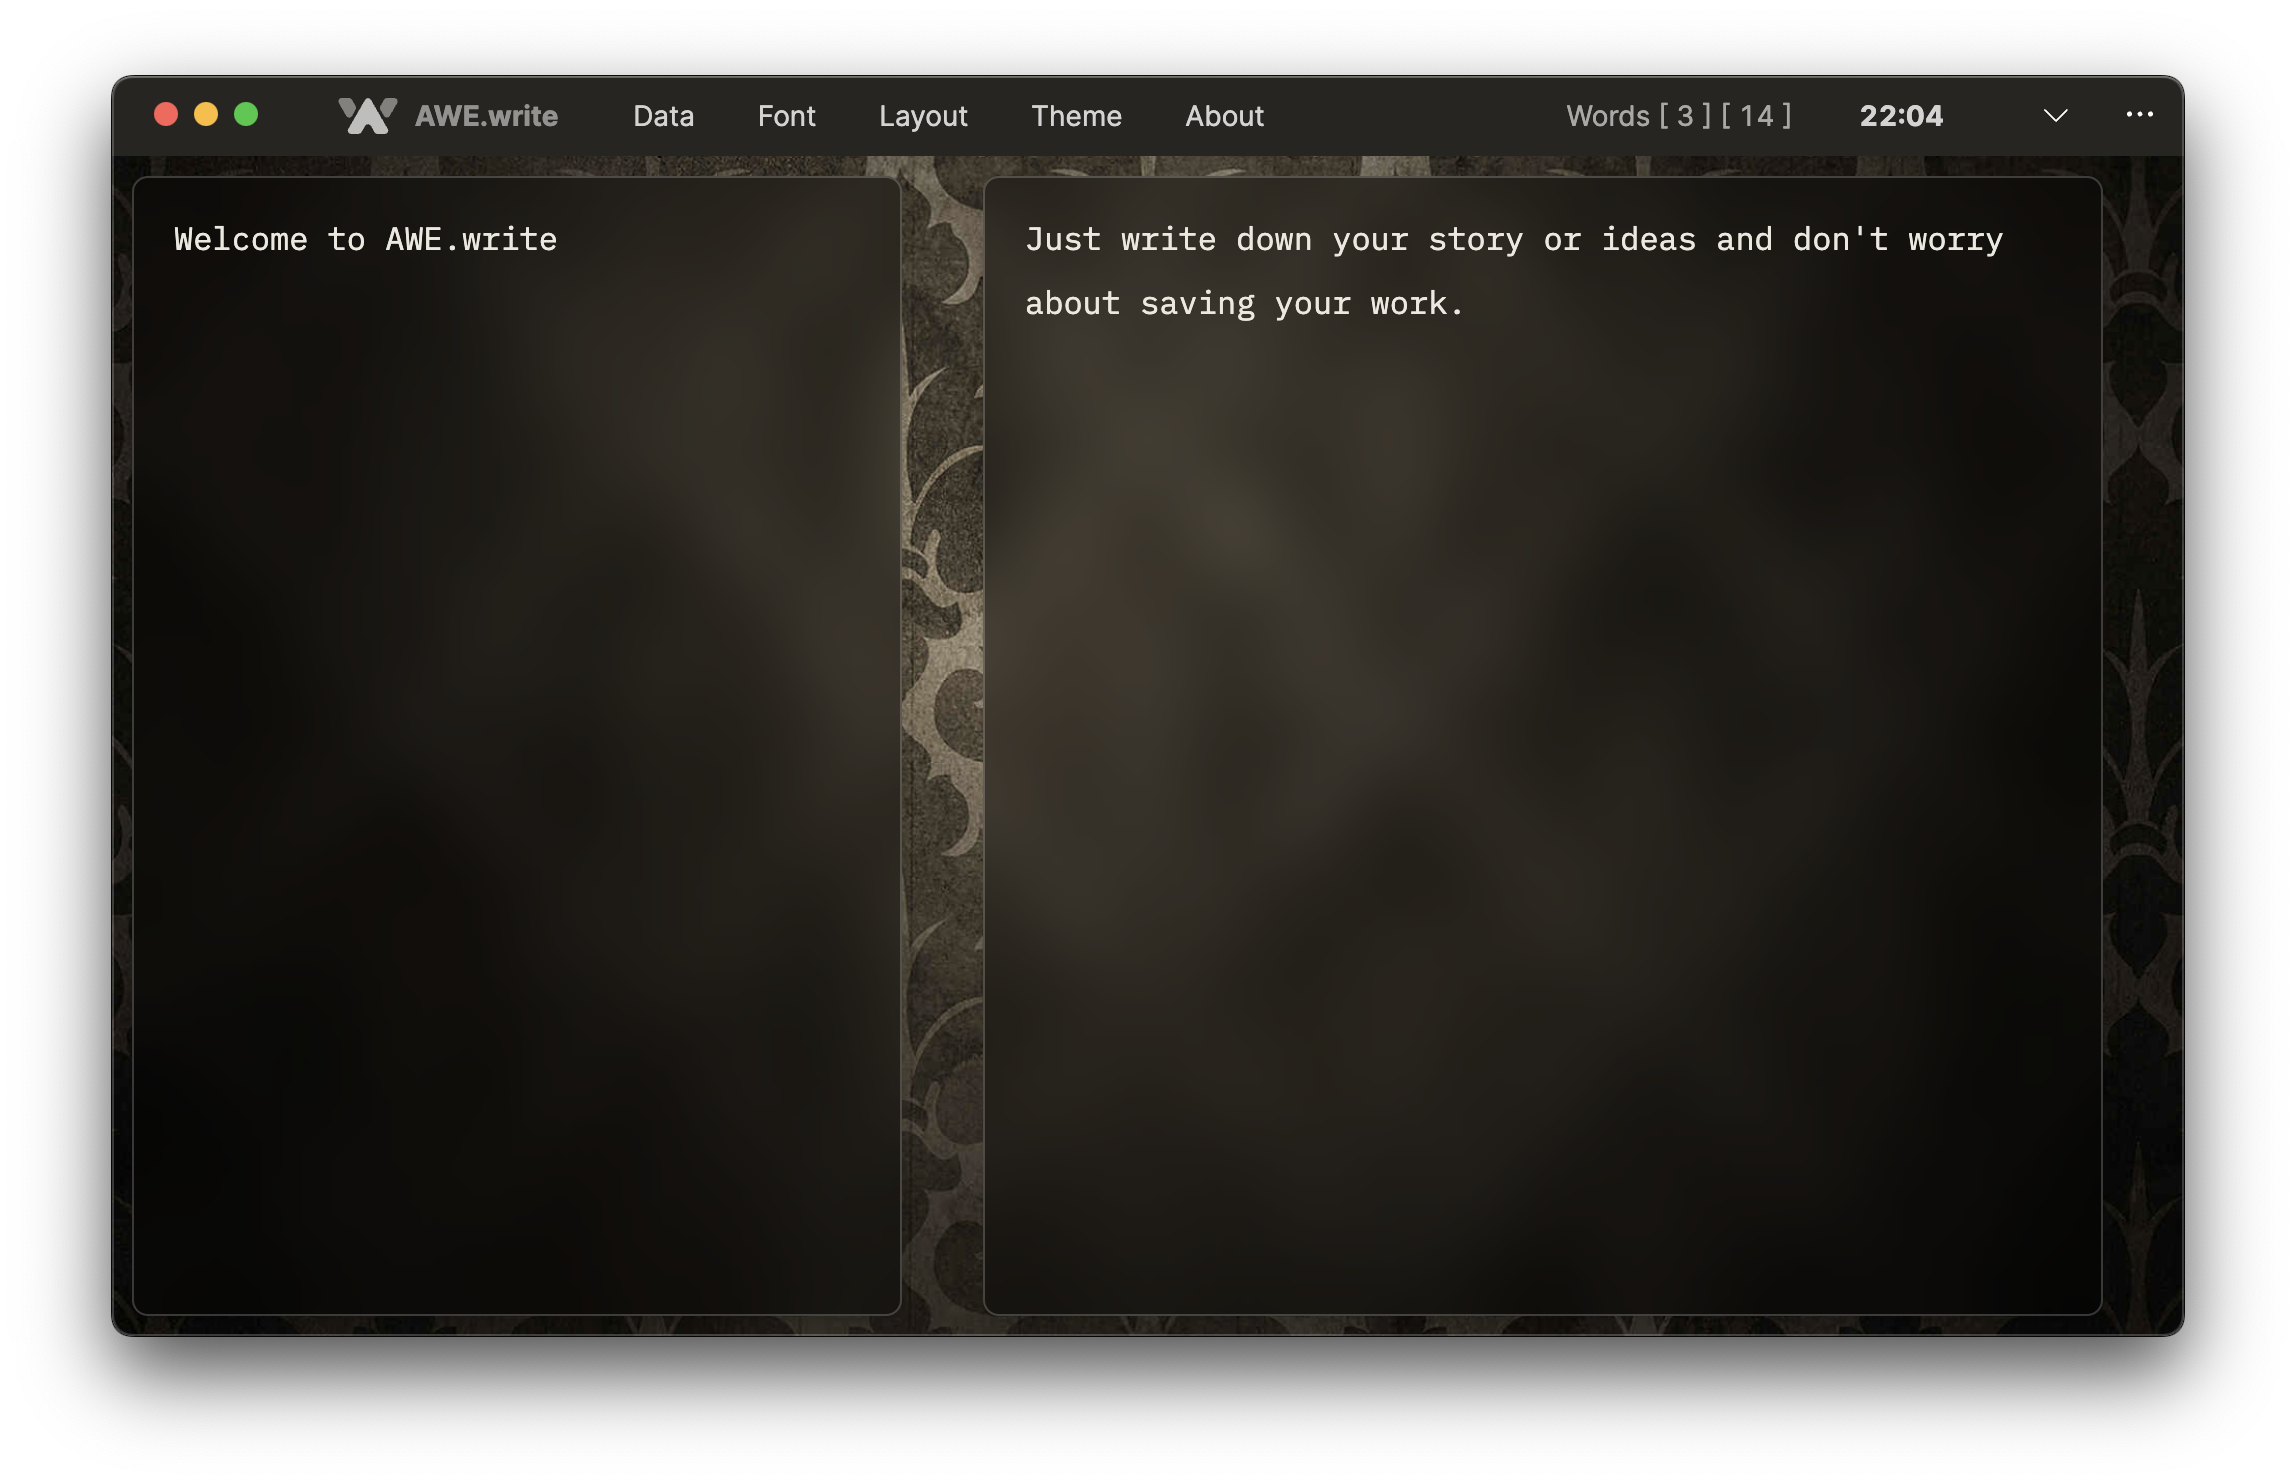 AWE.write Data Font Layout Theme About Words [ 3 ] [ 14 ] 22:04
Welcome to AWE.write
Just write down your story or ideas and don't worry
about saving your work.